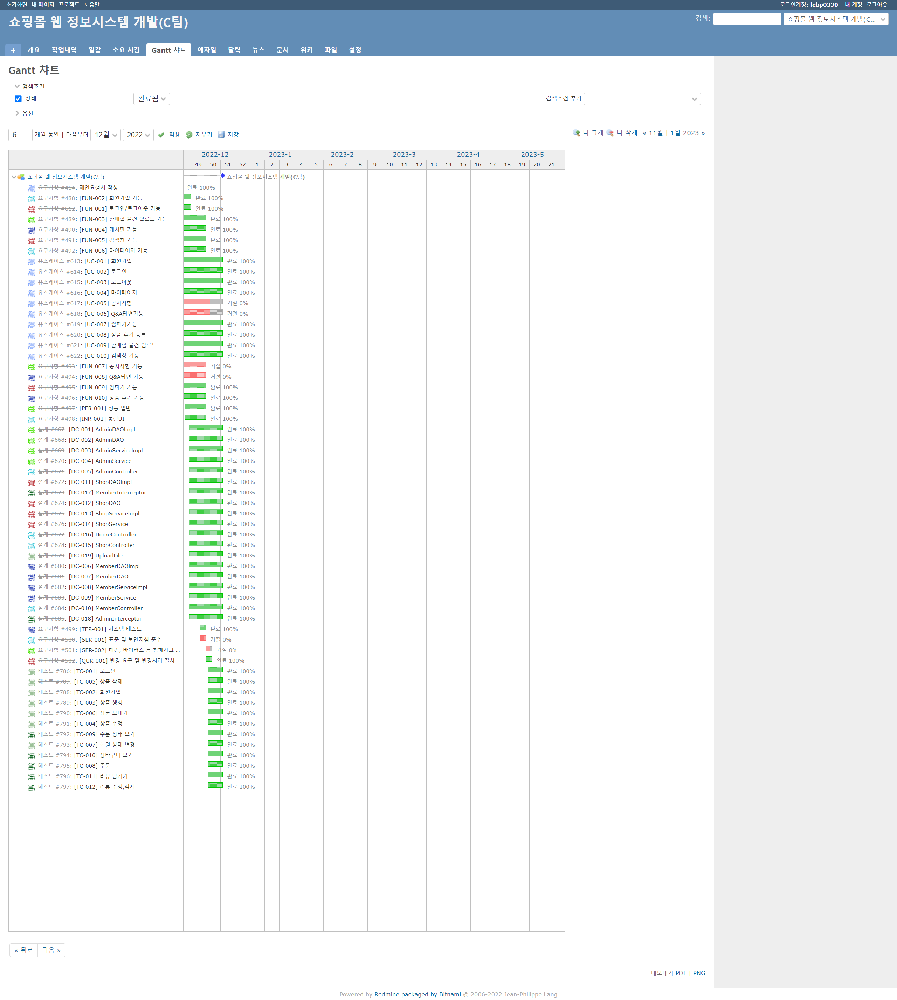 초기화면 내 페이지 프로젝트 도움말
로그인계정: lebp0330 내 계정 로그아웃
쇼핑몰 웹 정보시스템 개발(C팀)
검색: 쇼핑몰 웹 정보시스템 개발(C...
+ 개요 작업내역 일감 소요 시간 Gantt 챠트 애자일 달력 뉴스 문서 위키 파일 설정
Gantt 챠트
검색조건
상태 완료됨 검색조건 추가
옵션
6 개월 동안 | 다음부터 12월 2022 적용 지우기 저장
더 크게 더 작게 « 11월 | 1월 2023 »
2022-12 2023-1 2023-2 2023-3 2023-4 2023-5
49 50 51 52 1 2 3 4 5 6 7 8 9 10 11 12 13 14 15 16 17 18 19 20 21
쇼핑몰 웹 정보시스템 개발(C팀) 쇼핑몰 웹 정보시스템 개발(C팀)
요구사항 #454: 제안요청서 작성 완료 100%
요구사항 #488: [FUN-002] 회원가입 기능 완료 100%
요구사항 #612: [FUN-001] 로그인/로그아웃 기능 완료 100%
요구사항 #489: [FUN-003] 판매할 물건 업로드 기능 완료 100%
요구사항 #490: [FUN-004] 게시판 기능 완료 100%
요구사항 #491: [FUN-005] 검색창 기능 완료 100%
요구사항 #492: [FUN-006] 마이페이지 기능 완료 100%
유스케이스 #613: [UC-001] 회원가입 완료 100%
유스케이스 #614: [UC-002] 로그인 완료 100%
유스케이스 #615: [UC-003] 로그아웃 완료 100%
유스케이스 #616: [UC-004] 마이페이지 완료 100%
유스케이스 #617: [UC-005] 공지사항 거절 0%
유스케이스 #618: [UC-006] Q&A답변기능 거절 0%
유스케이스 #619: [UC-007] 찜하기기능 완료 100%
유스케이스 #620: [UC-008] 상품 후기 등록 완료 100%
유스케이스 #621: [UC-009] 판매할 물건 업로드 완료 100%
유스케이스 #622: [UC-010] 검색창 기능 완료 100%
요구사항 #493: [FUN-007] 공지사항 기능 거절 0%
요구사항 #494: [FUN-008] Q&A답변 기능 거절 0%
요구사항 #495: [FUN-009] 찜하기 기능 완료 100%
요구사항 #496: [FUN-010] 상품 후기 기능 완료 100%
요구사항 #497: [PER-001] 성능 일반 완료 100%
요구사항 #498: [INR-001] 통합UI 완료 100%
설계 #667: [DC-001] AdminDAOlmpl 완료 100%
설계 #668: [DC-002] AdminDAO 완료 100%
설계 #669: [DC-003] AdminServicelmpl 완료 100%
설계 #670: [DC-004] AdminService 완료 100%
설계 #671: [DC-005] AdminController 완료 100%
설계 #672: [DC-011] ShopDAOlmpl 완료 100%
설계 #673: [DC-017] MemberInterceptor 완료 100%
설계 #674: [DC-012] ShopDAO 완료 100%
설계 #675: [DC-013] ShopServicelmpl 완료 100%
설계 #676: [DC-014] ShopService 완료 100%
설계 #677: [DC-016] HomeController 완료 100%
설계 #678: [DC-015] ShopController 완료 100%
설계 #679: [DC-019] UploadFile 완료 100%
설계 #680: [DC-006] MemberDAOlmpl 완료 100%
설계 #681: [DC-007] MemberDAO 완료 100%
설계 #682: [DC-008] MemberServicelmpl 완료 100%
설계 #683: [DC-009] MemberService 완료 100%
설계 #684: [DC-010] MemberController 완료 100%
설계 #685: [DC-018] AdminInterceptor 완료 100%
요구사항 #499: [TER-001] 시스템 테스트 완료 100%
요구사항 #500: [SER-001] 표준 및 보안지침 준수 거절 0%
요구사항 #501: [SER-002] 해킹, 바이러스 등 침해사고 ... 거절 0%
요구사항 #502: [QUR-001] 변경 요구 및 변경처리 절차 완료 100%
테스트 #786: [TC-001] 로그인 완료 100%
테스트 #787: [TC-005] 상품 삭제 완료 100%
테스트 #788: [TC-002] 회원가입 완료 100%
테스트 #789: [TC-003] 상품 생성 완료 100%
테스트 #790: [TC-006] 상품 보내기 완료 100%
테스트 #791: [TC-004] 상품 수정 완료 100%
테스트 #792: [TC-009] 주문 상태 보기 완료 100%
테스트 #793: [TC-007] 회원 상태 변경 완료 100%
테스트 #794: [TC-010] 장바구니 보기 완료 100%
테스트 #795: [TC-008] 주문 완료 100%
테스트 #796: [TC-011] 리뷰 남기기 완료 100%
테스트 #797: [TC-012] 리뷰 수정,삭제 완료 100%
« 뒤로 다음 »
내보내기 PDF | PNG
Powered by Redmine packaged by Bitnami © 2006-2022 Jean-Philippe Lang